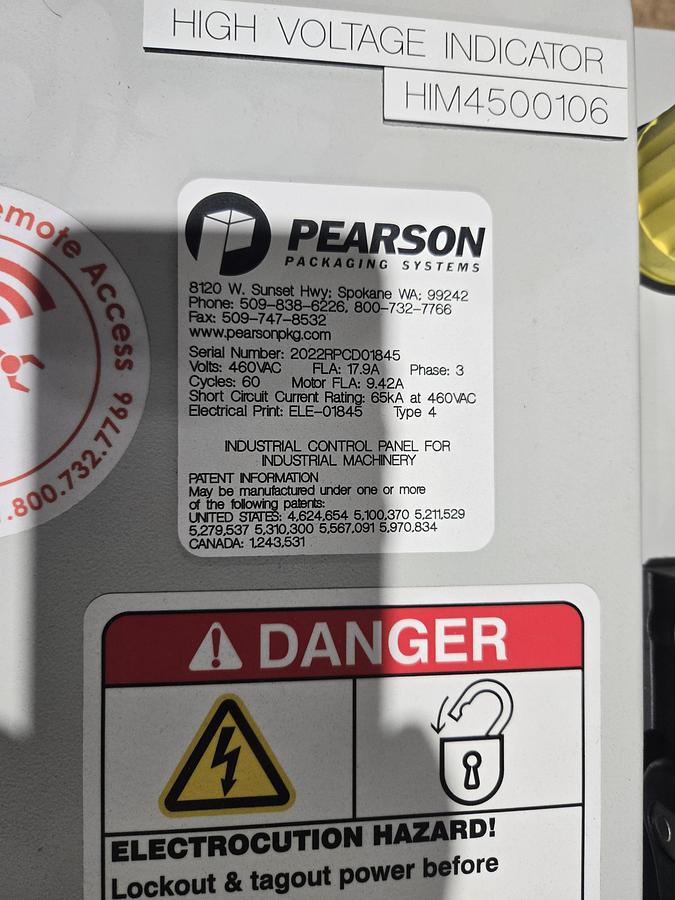 HIGH VOLTAGE INDICATOR
HIM4500106
PEARSON
PACKAGING SYSTEMS
8120 W. Sunset Hwy; Spokane WA; 99242
Phone: 509-838-6226, 800-732-7766
Fax: 509-747-8532
www.pearsonpkg.com
Serial Number: 2022RPCD01845
Volts: 460VAC FLA: 17.9A Phase: 3
Cycles: 60 Motor FLA: 9.42A
Short Circuit Current Rating: 65kA at 460VAC
Electrical Print: ELE-01845 Type 4
INDUSTRIAL CONTROL PANEL FOR
INDUSTRIAL MACHINERY
PATENT INFORMATION
May be manufactured under one or more
of the following patents:
UNITED STATES: 4,624,654 5,100,370 5,211,529
5,279,537 5,310,300 5,567,091 5,970,834
CANADA: 1,243,531
emote Access
.800.732.7766
DANGER
ELECTROCUTION HAZARD!
Lockout & tagout power before